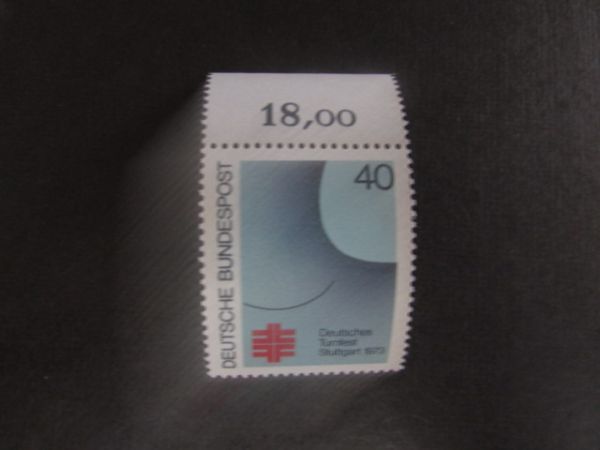 18,00
40
DEUTSCHE BUNDESPOST
Deutsches
Turnfest
Stuttgart 1973